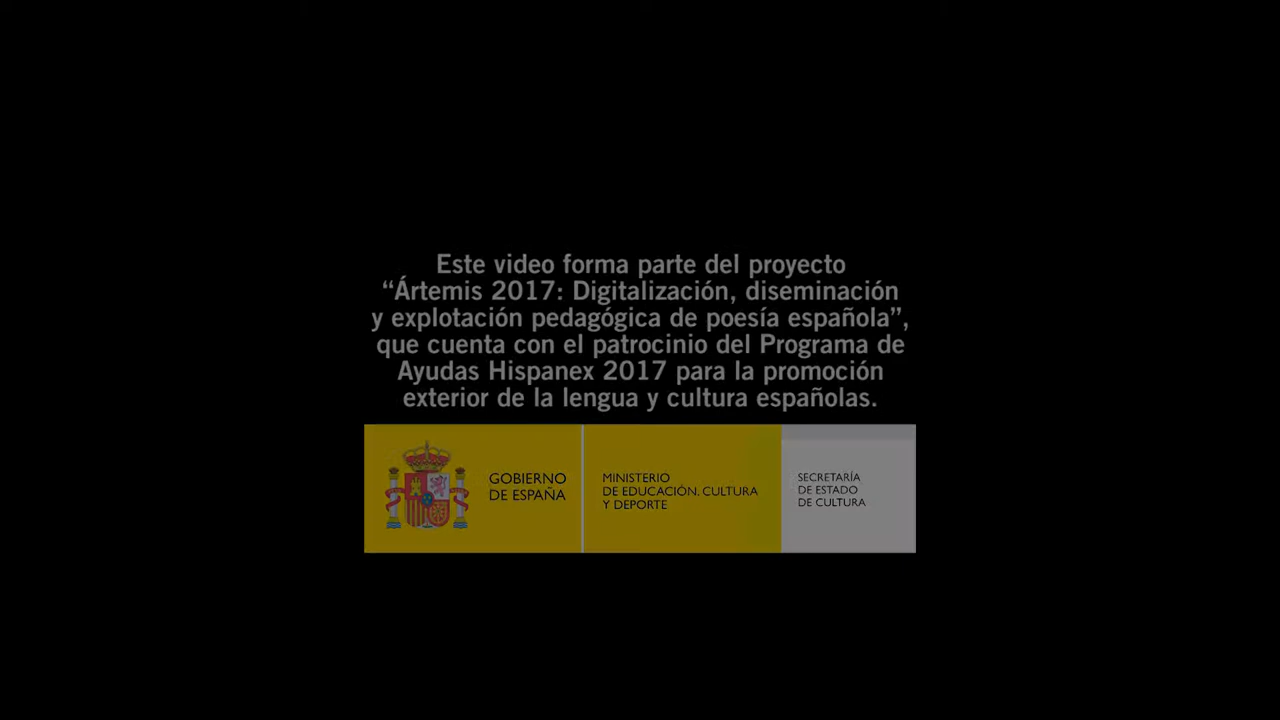 Este video forma parte del proyecto
“Ártemis 2017: Digitalización, diseminación
y explotación pedagógica de poesía española”,
que cuenta con el patrocinio del Programa de
Ayudas Hispanex 2017 para la promoción
exterior de la lengua y cultura españolas.
GOBIERNO
DE ESPAÑA
MINISTERIO
DE EDUCACIÓN, CULTURA
Y DEPORTE
SECRETARÍA
DE ESTADO
DE CULTURA